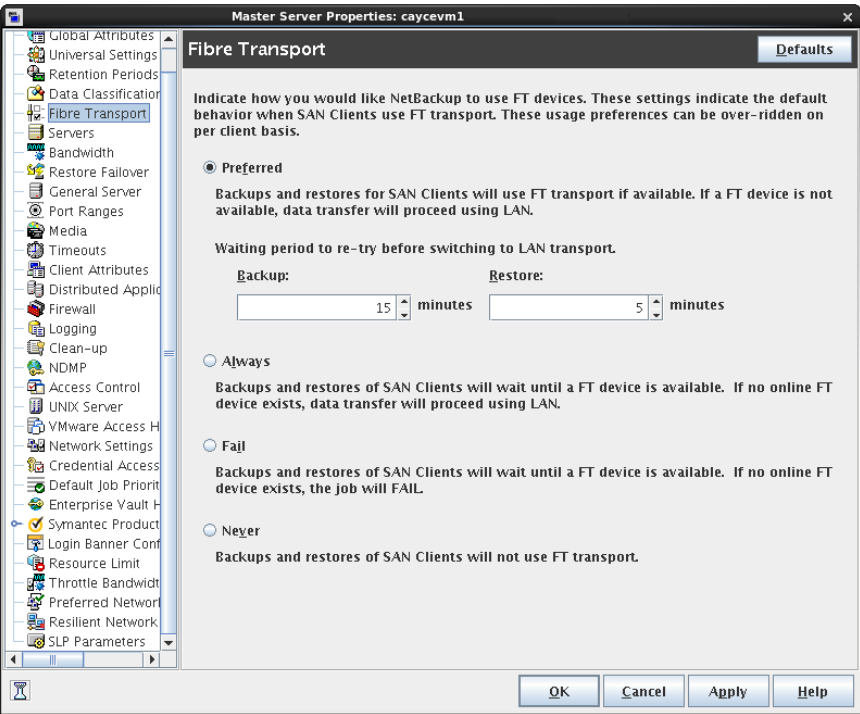 Master Server Properties: caycevm1
Global Attributes
Universal Settings
Retention Periods
Data Classification
Fibre Transport
Servers
Bandwidth
Restore Failover
General Server
Port Ranges
Media
Timeouts
Client Attributes
Distributed Applic
Firewall
Logging
Clean-up
NDMP
Access Control
UNIX Server
VMware Access H
Network Settings
Credential Access
Default Job Priorit
Enterprise Vault H
Symantec Product
Login Banner Conf
Resource Limit
Throttle Bandwidt
Preferred Networ
Resilient Network
SLP Parameters
Fibre Transport
Defaults
Indicate how you would like NetBackup to use FT devices. These settings indicate the default
behavior when SAN Clients use FT transport. These usage preferences can be over-ridden on
per client basis.
Preferred
Backups and restores for SAN Clients will use FT transport if available. If a FT device is not
available, data transfer will proceed using LAN.
Waiting period to re-try before switching to LAN transport.
Backup:
Restore:
15 minutes
5 minutes
Always
Backups and restores of SAN Clients will wait until a FT device is available. If no online FT
device exists, data transfer will proceed using LAN.
Fail
Backups and restores of SAN Clients will wait until a FT device is available. If no online FT
device exists, the job will FAIL.
Never
Backups and restores of SAN Clients will not use FT transport.
OK
Cancel
Apply
Help